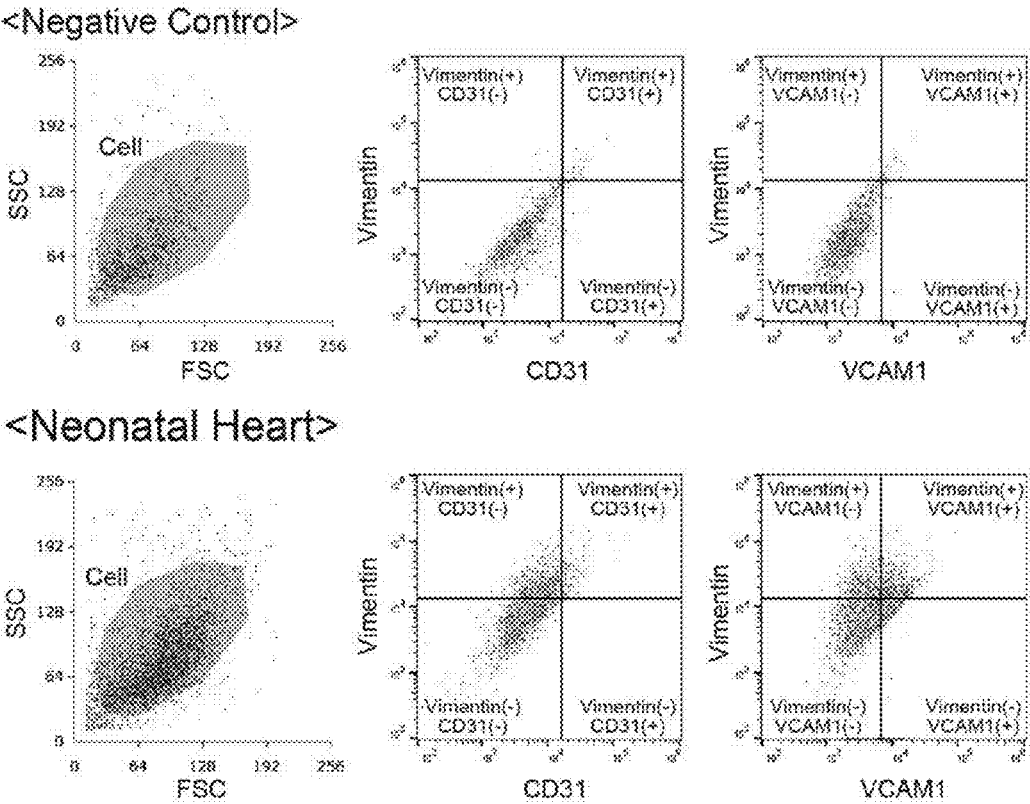 <Negative Control>
256
192
128
64
0
SSC
Cell
0 64 128 192 256
FSC
Vimentin(+) CD31(-)
Vimentin(+) CD31(+)
Vimentin(-) CD31(-)
Vimentin(-) CD31(+)
Vimentin
CD31
Vimentin(+) VCAM1(-)
Vimentin(+) VCAM1(+)
Vimentin(-) VCAM1(-)
Vimentin(-) VCAM1(+)
Vimentin
VCAM1
<Neonatal Heart>
256
192
128
64
0
SSC
Cell
0 64 128 192 256
FSC
Vimentin(+) CD31(-)
Vimentin(+) CD31(+)
Vimentin(-) CD31(-)
Vimentin(-) CD31(+)
Vimentin
CD31
Vimentin(+) VCAM1(-)
Vimentin(+) VCAM1(+)
Vimentin(-) VCAM1(-)
Vimentin(-) VCAM1(+)
Vimentin
VCAM1